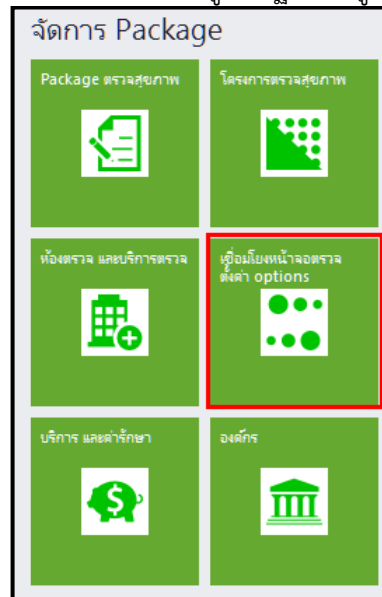 จัดการ Package
Package ตรวจสุขภาพ
โครงการตรวจสุขภาพ
ห้องตรวจ และบริการตรวจ
เชื่อมโยงหน้าจอตรวจ
ตั้งค่า options
บริการ และค่ารักษา
องค์กร